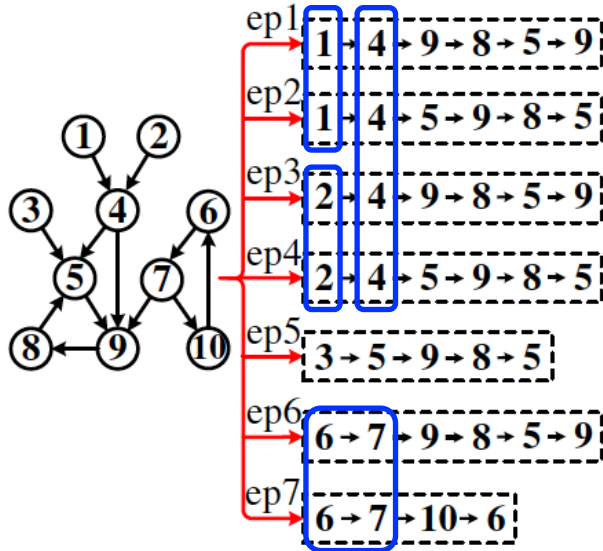 ep1
1 → 4 → 9 → 8 → 5 → 9
ep2
1 → 4 → 5 → 9 → 8 → 5
1 2
ep3
2 → 4 → 9 → 8 → 5 → 9
3 4 6
ep4
2 → 4 → 5 → 9 → 8 → 5
5 7
8 9 10
ep5
3 → 5 → 9 → 8 → 5
ep6
6 → 7 → 9 → 8 → 5 → 9
ep7
6 → 7 → 10 → 6